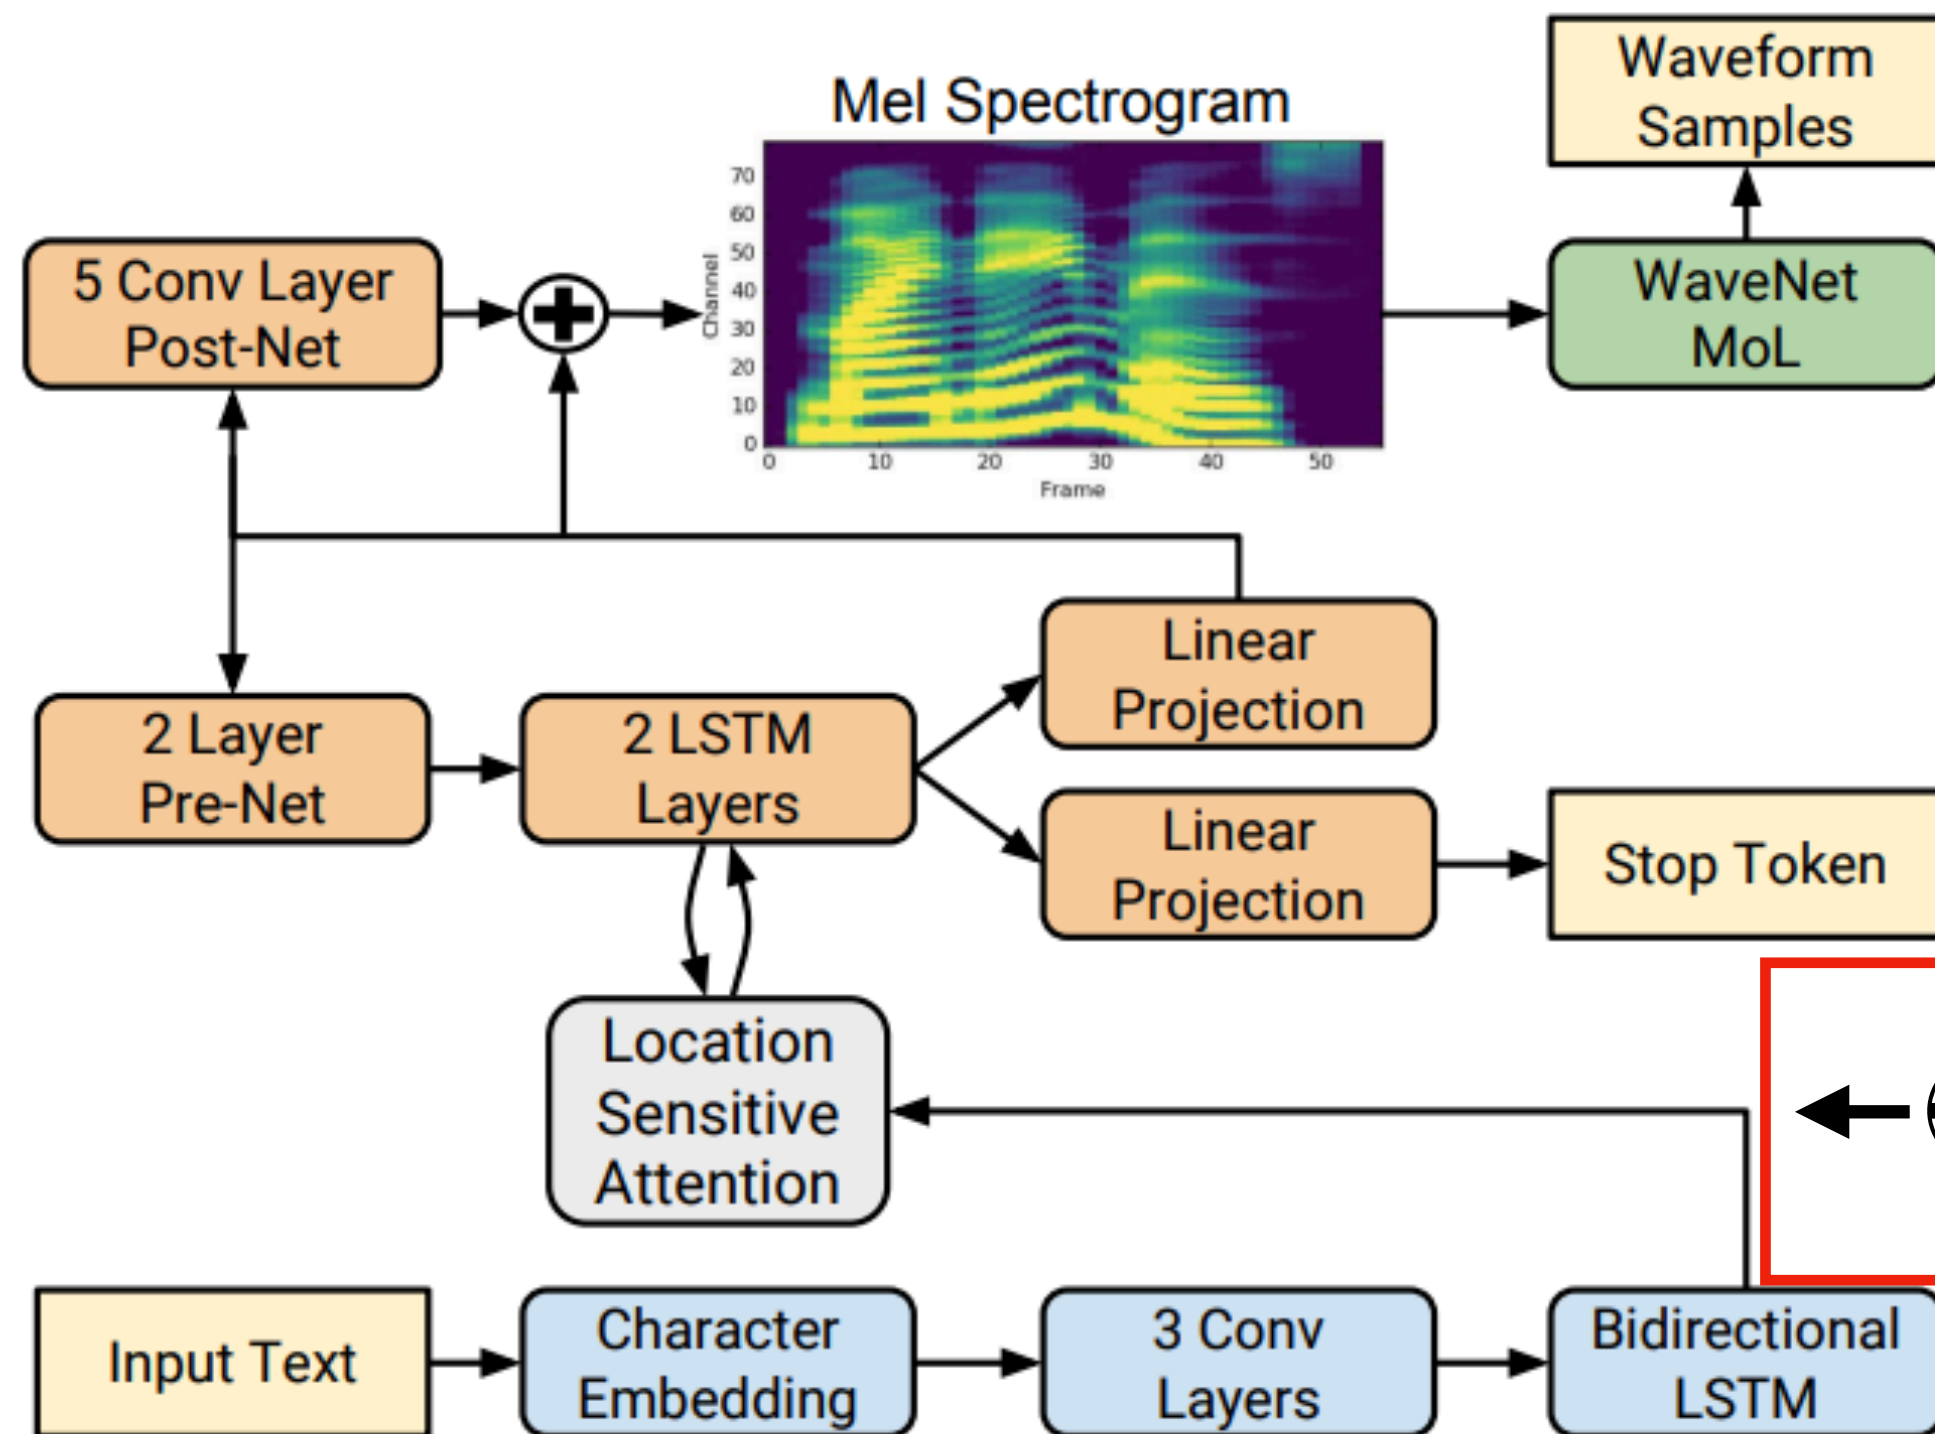 Waveform
Samples
Mel Spectrogram
5 Conv Layer
Post-Net
Channel
70
60
50
40
30
20
10
0
0 10 20 30 40 50
Frame
WaveNet
MoL
Linear
Projection
2 Layer
Pre-Net
2 LSTM
Layers
Linear
Projection
Stop Token
Location
Sensitive
Attention
Input Text
Character
Embedding
3 Conv
Layers
Bidirectional
LSTM